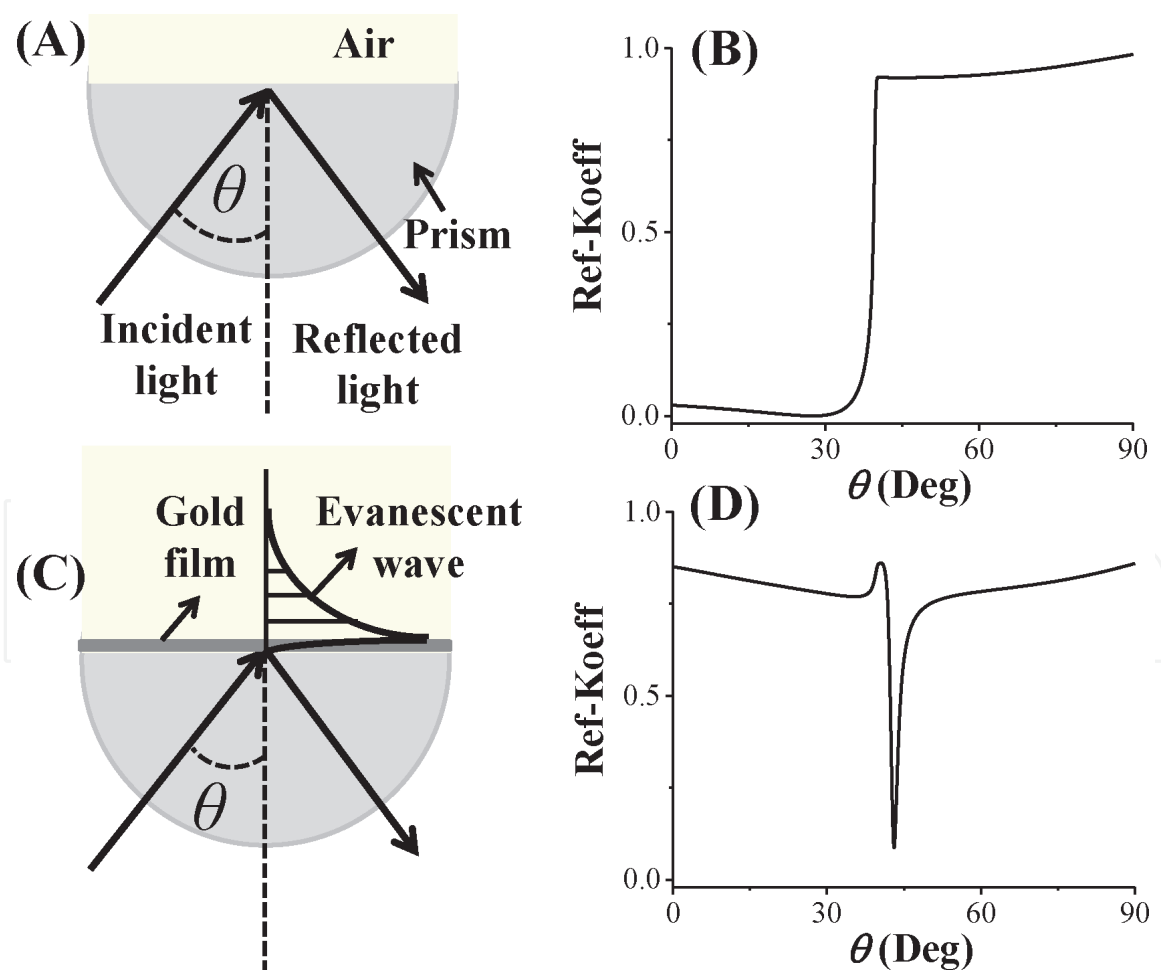 (A)
Air
θ
Prism
Incident
light
Reflected
light
(B)
1.0
0.5
0.0
Ref-Koeff
0
30
60
90
θ (Deg)
(C)
Gold
film
Evanescent
wave
θ
(D)
1.0
0.5
0.0
Ref-Koeff
0
30
60
90
θ (Deg)